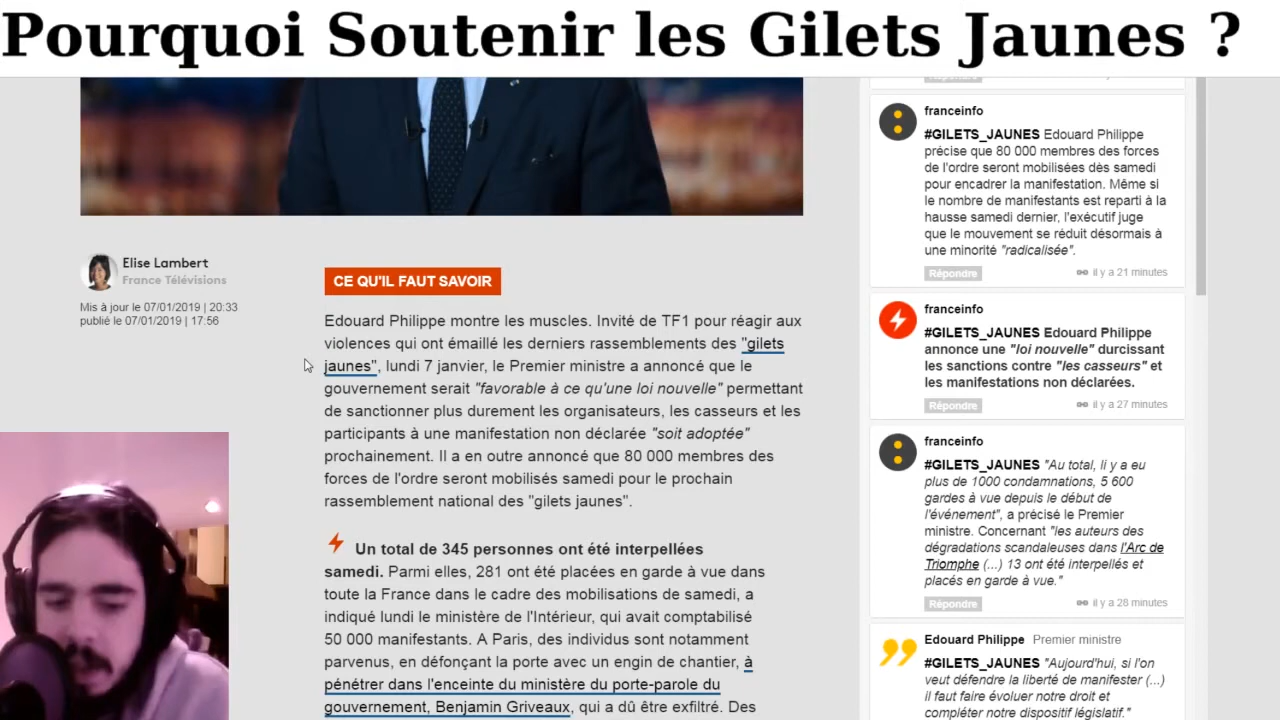 Pourquoi Soutenir les Gilets Jaunes ?
Elise Lambert
France Télévisions
Mis à jour le 07/01/2019 | 20:33
publié le 07/01/2019 | 17:56
CE QU'IL FAUT SAVOIR
Edouard Philippe montre les muscles. Invité de TF1 pour réagir aux
violences qui ont émaillé les derniers rassemblements des "gilets
jaunes", lundi 7 janvier, le Premier ministre a annoncé que le
gouvernement serait "favorable à ce qu'une loi nouvelle" permettant
de sanctionner plus durement les organisateurs, les casseurs et les
participants à une manifestation non déclarée "soit adoptée"
prochainement. Il a en outre annoncé que 80 000 membres des
forces de l'ordre seront mobilisés samedi pour le prochain
rassemblement national des "gilets jaunes".
Un total de 345 personnes ont été interpellées
samedi. Parmi elles, 281 ont été placées en garde à vue dans
toute la France dans le cadre des mobilisations de samedi, a
indiqué lundi le ministère de l'Intérieur, qui avait comptabilisé
50 000 manifestants. A Paris, des individus sont notamment
parvenus, en défonçant la porte avec un engin de chantier, à
pénétrer dans l'enceinte du ministère du porte-parole du
gouvernement, Benjamin Griveaux, qui a dû être exfiltré. Des
Répondre
franceinfo
#GILETS_JAUNES Edouard Philippe
précise que 80 000 membres des forces
de l'ordre seront mobilisées dès samedi
pour encadrer la manifestation. Même si
le nombre de manifestants est reparti à la
hausse samedi dernier, l'exécutif juge
que le mouvement se réduit désormais à
une minorité "radicalisée".
Répondre
il y a 21 minutes
franceinfo
#GILETS_JAUNES Edouard Philippe
annonce une "loi nouvelle" durcissant
les sanctions contre "les casseurs" et
les manifestations non déclarées.
Répondre
il y a 27 minutes
franceinfo
#GILETS_JAUNES "Au total, li y a eu
plus de 1000 condamnations, 5 600
gardes à vue depuis le début de
l'événement", a précisé le Premier
ministre. Concernant "les auteurs des
dégradations scandaleuses dans l'Arc de
Triomphe (...) 13 ont été interpellés et
placés en garde à vue."
Répondre
il y a 28 minutes
Edouard Philippe Premier ministre
#GILETS_JAUNES "Aujourd'hui, si l'on
veut défendre la liberté de manifester (...)
il faut faire évoluer notre droit et
compléter notre dispositif législatif."